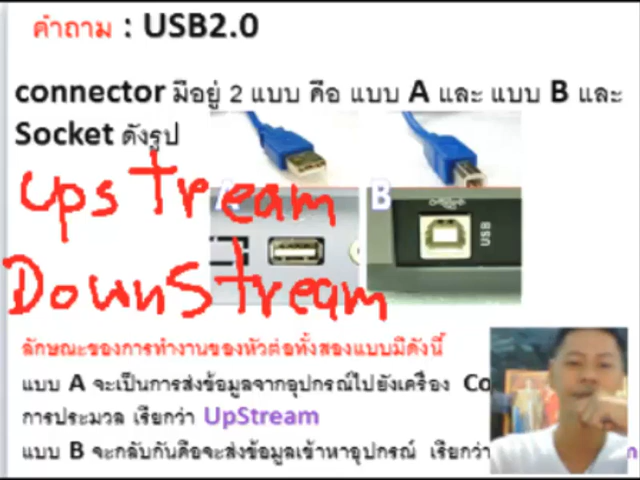 คำถาม : USB2.0
connector มีอยู่ 2 แบบ คือ แบบ A และ แบบ B และ
Socket ดังรูป
A B
USB
upstream
DownStream
ลักษณะของการทำงานของหัวต่อทั้งสองแบบมีดังนี้
แบบ A จะเป็นการส่งข้อมูลจากอุปกรณ์ไปยังเครื่อง Co
การประมวล เรียกว่า UpStream
แบบ B จะกลับกันคือจะส่งข้อมูลเข้าหาอุปกรณ์ เรียกว่า